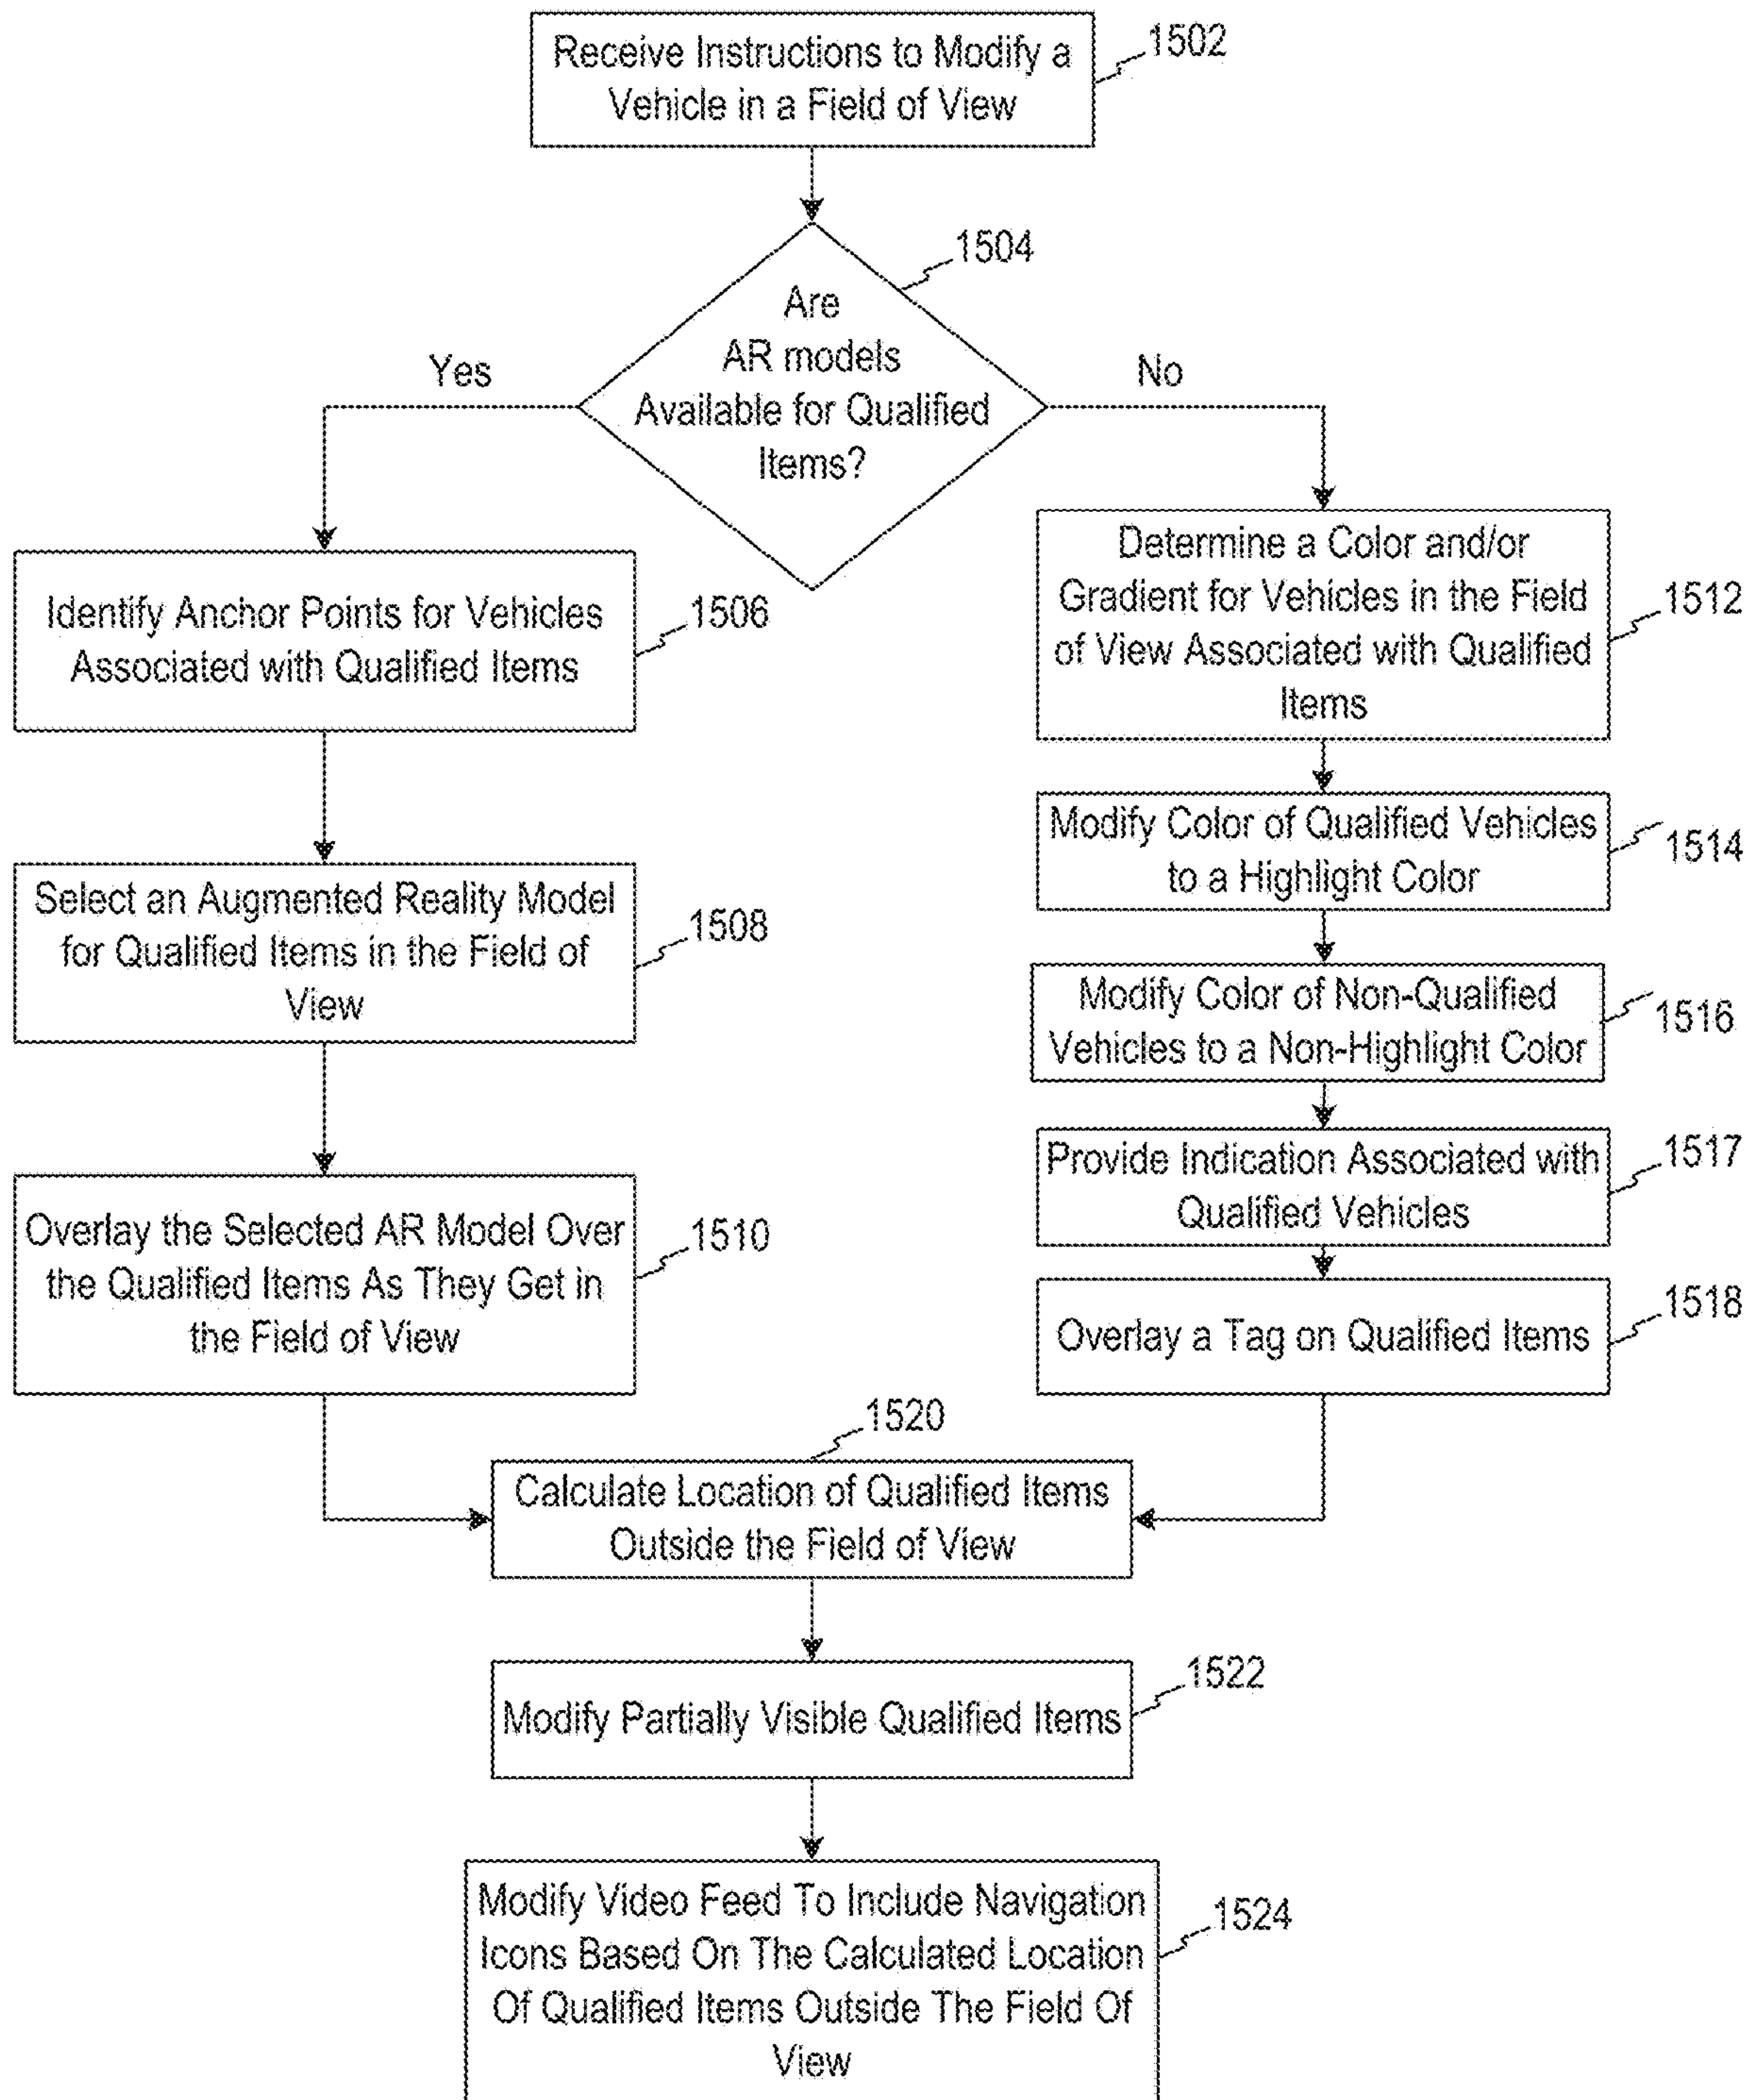 Receive Instructions to Modify a
Vehicle in a Field of View
1502
Are
AR models
Available for Qualified
Items?
1504
Yes
No
Identify Anchor Points for Vehicles
Associated with Qualified Items
1506
Determine a Color and/or
Gradient for Vehicles in the Field
of View Associated with Qualified
Items
1512
Modify Color of Qualified Vehicles
to a Highlight Color
1514
Select an Augmented Reality Model
for Qualified Items in the Field of
View
1508
Modify Color of Non-Qualified
Vehicles to a Non-Highlight Color
1516
Provide Indication Associated with
Qualified Vehicles
1517
Overlay the Selected AR Model Over
the Qualified Items As They Get in
the Field of View
1510
Overlay a Tag on Qualified Items
1518
Calculate Location of Qualified Items
Outside the Field of View
1520
Modify Partially Visible Qualified Items
1522
Modify Video Feed To Include Navigation
Icons Based On The Calculated Location
Of Qualified Items Outside The Field Of
View
1524